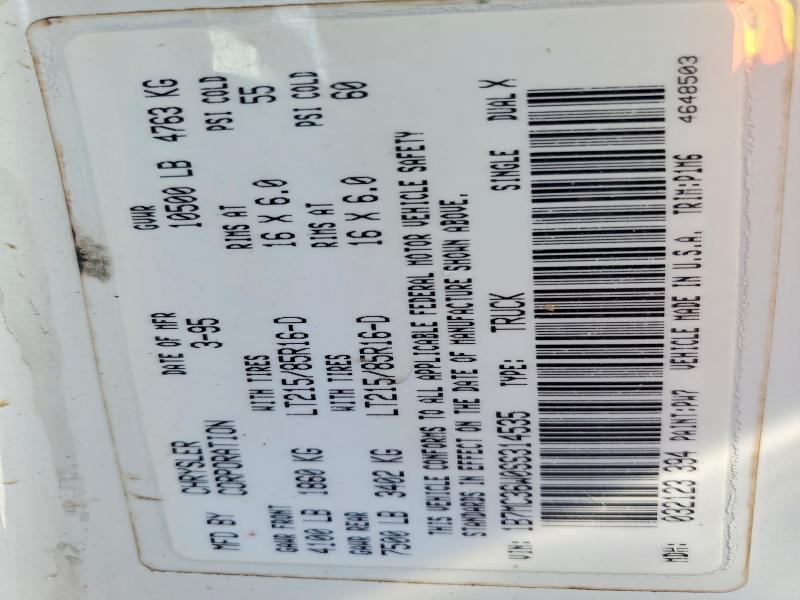 MFD BY CHRYSLER CORPORATION DATE OF MFR 3-95 GVWR 10500 LB 4763 KG
GAWR FRONT WITH TIRES RIMS AT PSI COLD
4100 LB 1860 KG LT215/85R16-D 16 X 6.0 55
GAWR REAR WITH TIRES RIMS AT PSI COLD
7500 LB 3402 KG LT215/85R16-D 16 X 6.0 60
THIS VEHICLE CONFORMS TO ALL APPLICABLE FEDERAL MOTOR VEHICLE SAFETY
STANDARDS IN EFFECT ON THE DATE OF MANUFACTURE SHOWN ABOVE.
VIN: 1B7MC36W0SS314535 TYPE: TRUCK SINGLE DUAL X
MDH: 032123 394 PAINT:PW7 VEHICLE MADE IN U.S.A. TRIM:P1M6 4648503